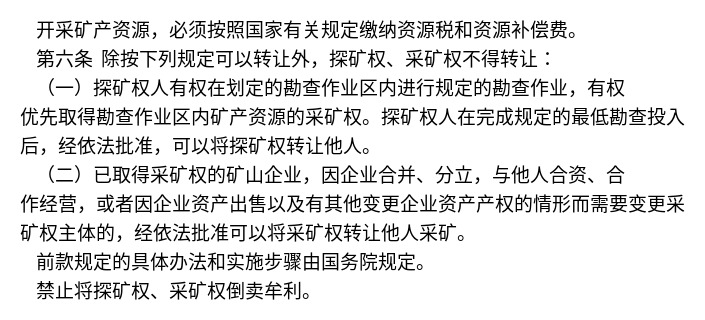 开采矿产资源，必须按照国家有关规定缴纳资源税和资源补偿费。
第六条 除按下列规定可以转让外，探矿权、采矿权不得转让：
（一）探矿权人有权在划定的勘查作业区内进行规定的勘查作业，有权
优先取得勘查作业区内矿产资源的采矿权。探矿权人在完成规定的最低勘查投入
后，经依法批准，可以将探矿权转让他人。
（二）已取得采矿权的矿山企业，因企业合并、分立，与他人合资、合
作经营，或者因企业资产出售以及有其他变更企业资产产权的情形而需要变更采
矿权主体的，经依法批准可以将采矿权转让他人采矿。
前款规定的具体办法和实施步骤由国务院规定。
禁止将探矿权、采矿权倒卖牟利。